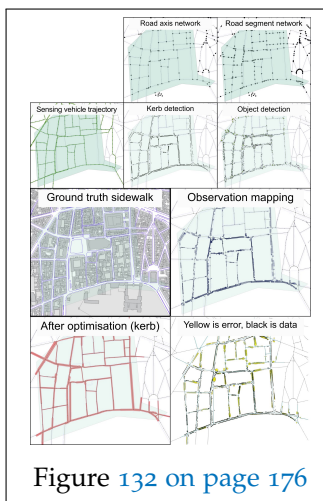 Road axis network
Road segment network
Sensing vehicle trajectory
Kerb detection
Object detection
Ground truth sidewalk
Observation mapping
After optimisation (kerb)
Yellow is error, black is data
Figure 132 on page 176